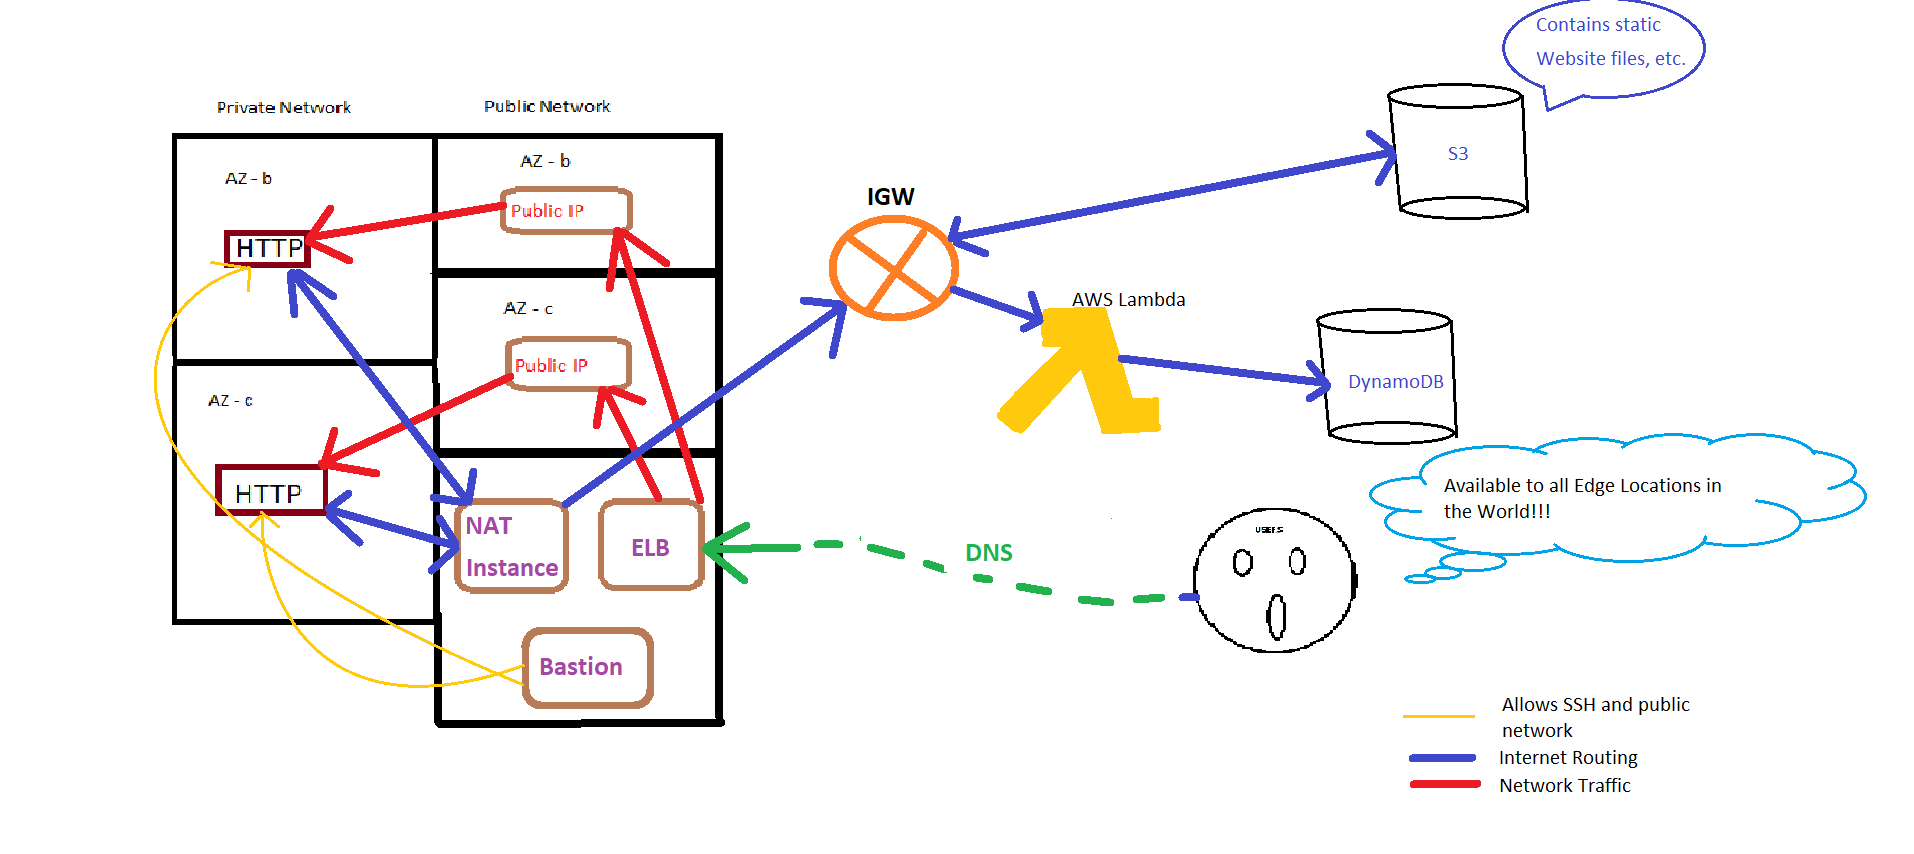 Contains static
Website files, etc.
Private Network
Public Network
AZ - b
AZ - b
S3
IGW
Public IP
HTTP
AWS Lambda
AZ - c
Public IP
DynamoDB
AZ - c
HTTP
Available to all Edge Locations in
the World!!!
NAT
Instance
ELB
DNS
USERS
Bastion
Allows SSH and public
network
Internet Routing
Network Traffic